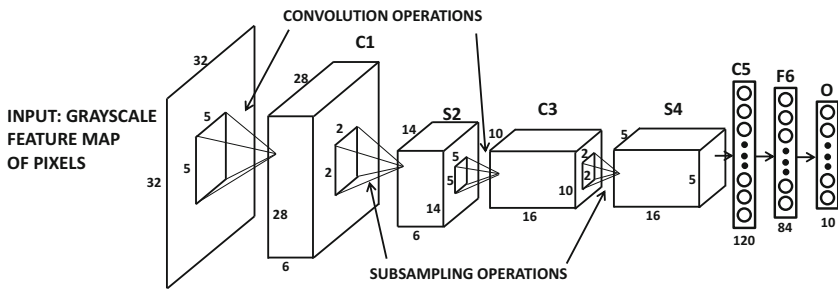 CONVOLUTION OPERATIONS
32
C1
28
C5
F6
O
5
2
14
S2
10
C3
5
S4
INPUT: GRAYSCALE
FEATURE MAP
OF PIXELS
5
2
5
5
2
2
10
5
32
28
14
16
16
6
6
120
84
10
SUBSAMPLING OPERATIONS